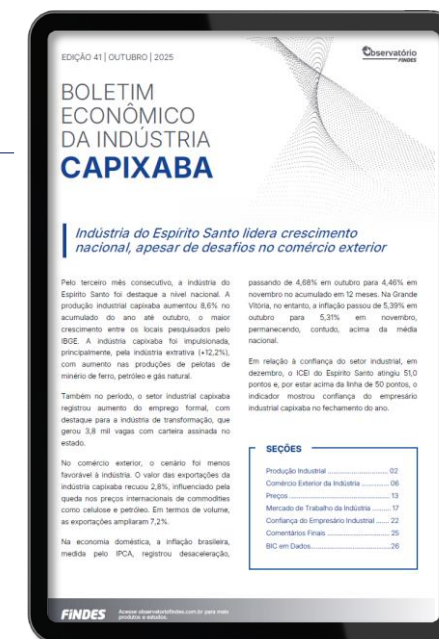 EDIÇÃO 41 | OUTUBRO | 2025
Observatório
FINDES
BOLETIM
ECONÔMICO
DA INDÚSTRIA
CAPIXABA
Indústria do Espírito Santo lidera crescimento
nacional, apesar de desafios no comércio exterior
Pelo terceiro mês consecutivo, a indústria do
Espírito Santo foi destaque a nível nacional. A
produção industrial capixaba aumentou 8,6% no
acumulado do ano até outubro, o maior
crescimento entre os locais pesquisados pelo
IBGE. A indústria capixaba foi impulsionada,
principalmente, pela indústria extrativa (+12,2%),
com aumento nas produções de pelotas de
minério de ferro, petróleo e gás natural.
Também no período, o setor industrial capixaba
registrou aumento do emprego formal, com
destaque para a indústria de transformação, que
gerou 3,8 mil vagas com carteira assinada no
estado.
No comércio exterior, o cenário foi menos
favorável à indústria. O valor das exportações da
indústria capixaba recuou 2,8%, influenciado pela
queda nos preços internacionais de commodities
como celulose e petróleo. Em termos de volume,
as exportações ampliaram 7,2%.
Na economia doméstica, a inflação brasileira,
medida pelo IPCA, registrou desaceleração,
passando de 4,68% em outubro para 4,46% em
novembro no acumulado em 12 meses. Na Grande
Vitória, no entanto, a inflação passou de 5,39% em
outubro para 5,31% em novembro,
permanecendo, contudo, acima da média
nacional.
Em relação à confiança do setor industrial, em
dezembro, o ICEI do Espírito Santo atingiu 51,0
pontos e, por estar acima da linha de 50 pontos, o
indicador mostrou confiança do empresário
industrial capixaba no fechamento do ano.
SEÇÕES
Produção Industrial ................................ 02
Comércio Exterior da Indústria ............. 06
Preços ...................................................... 13
Mercado de Trabalho da Indústria ......... 17
Confiança do Empresário Industrial ...... 22
Comentários Finais ................................ 25
BIC em Dados.........................................26
FINDES
Acesse observatoriofindes.com.br para mais
produtos e estudos.